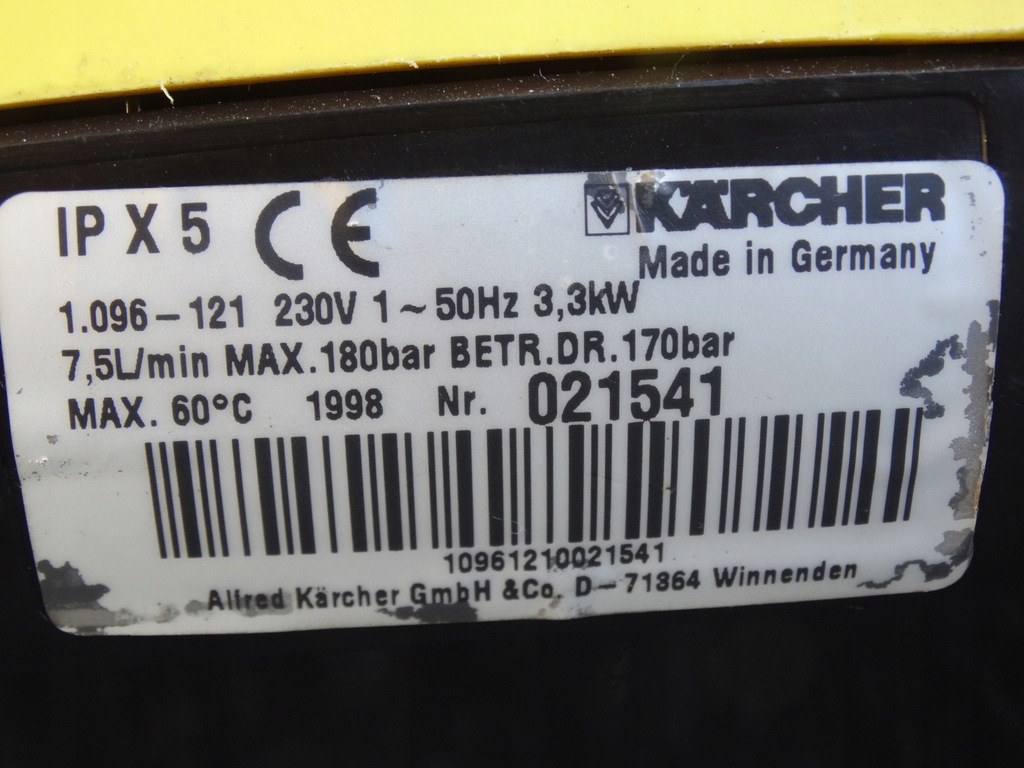 IP X 5 CE KÄRCHER
Made in Germany
1.096-121 230V 1~50Hz 3,3kW
7,5L/min MAX.180bar BETR.DR.170bar
MAX. 60°C 1998 Nr. 021541
10961210021541
Alfred Kärcher GmbH &Co. D-71364 Winnenden